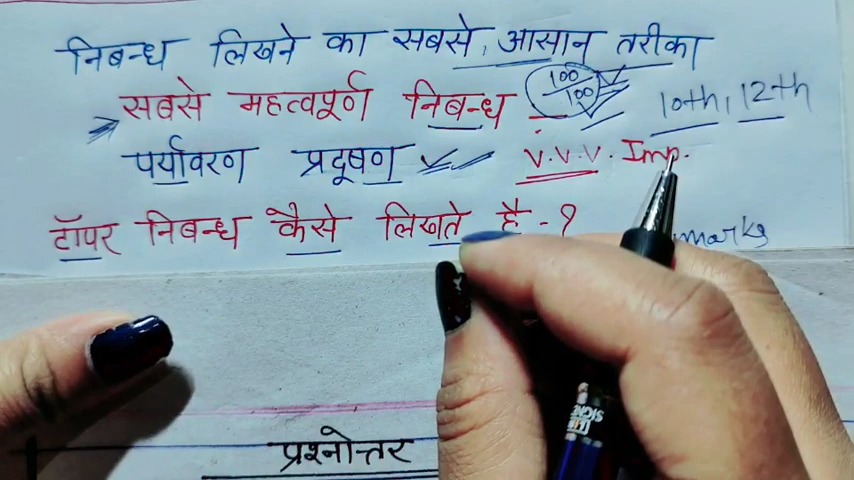 निबन्ध लिखने का सबसे, आसान तरीका
सबसे महत्वपूर्ण निबन्ध - 100/100 10th, 12th
पर्यावरण प्रदूषण V.V.V. Imp.
टॉपर निबन्ध कैसे लिखते है - ? marks
प्रश्नोत्तर